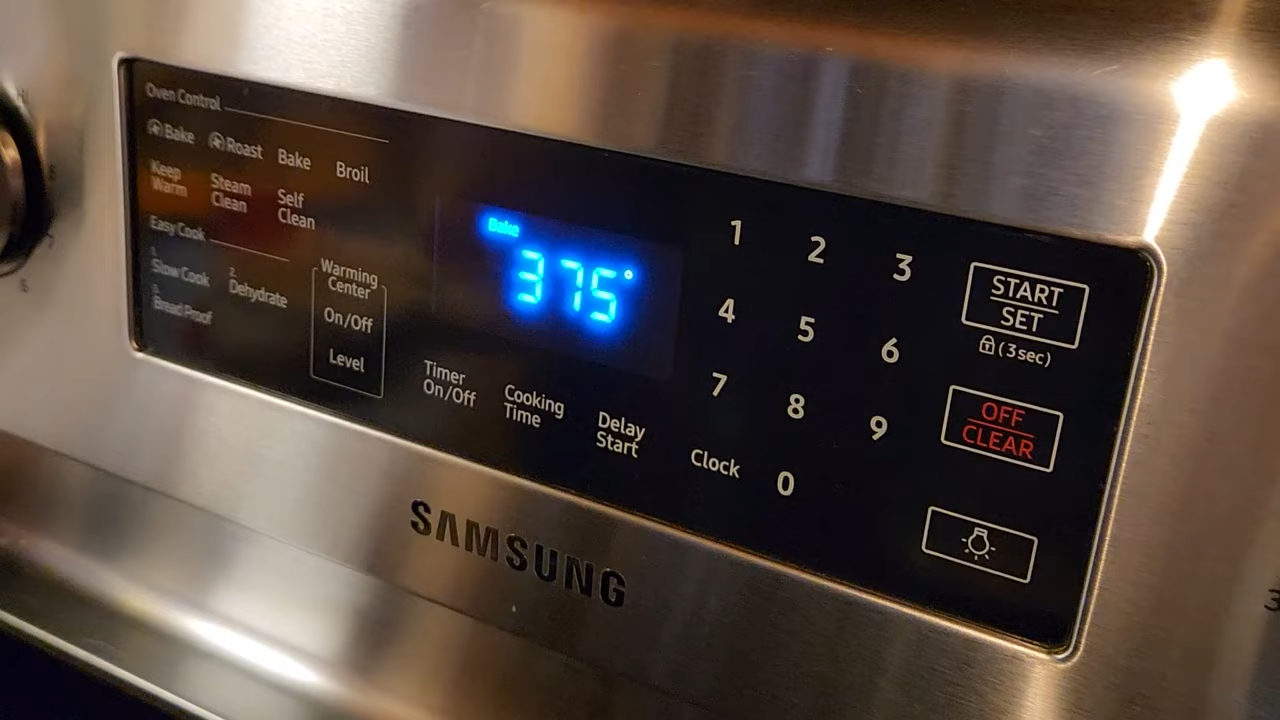 Oven Control
Bake Roast Bake Broil
Keep Warm
Steam Clean
Self Clean
Easy Cook
1.
Slow Cook
2.
Dehydrate
3.
Bread Proof
Warming
Center
On/Off
Level
Bake
375°
Timer
On/Off
Cooking
Time
Delay
Start
1 2 3
4 5 6
7 8 9
Clock 0
START
SET
(3sec)
OFF
CLEAR
SAMSUNG